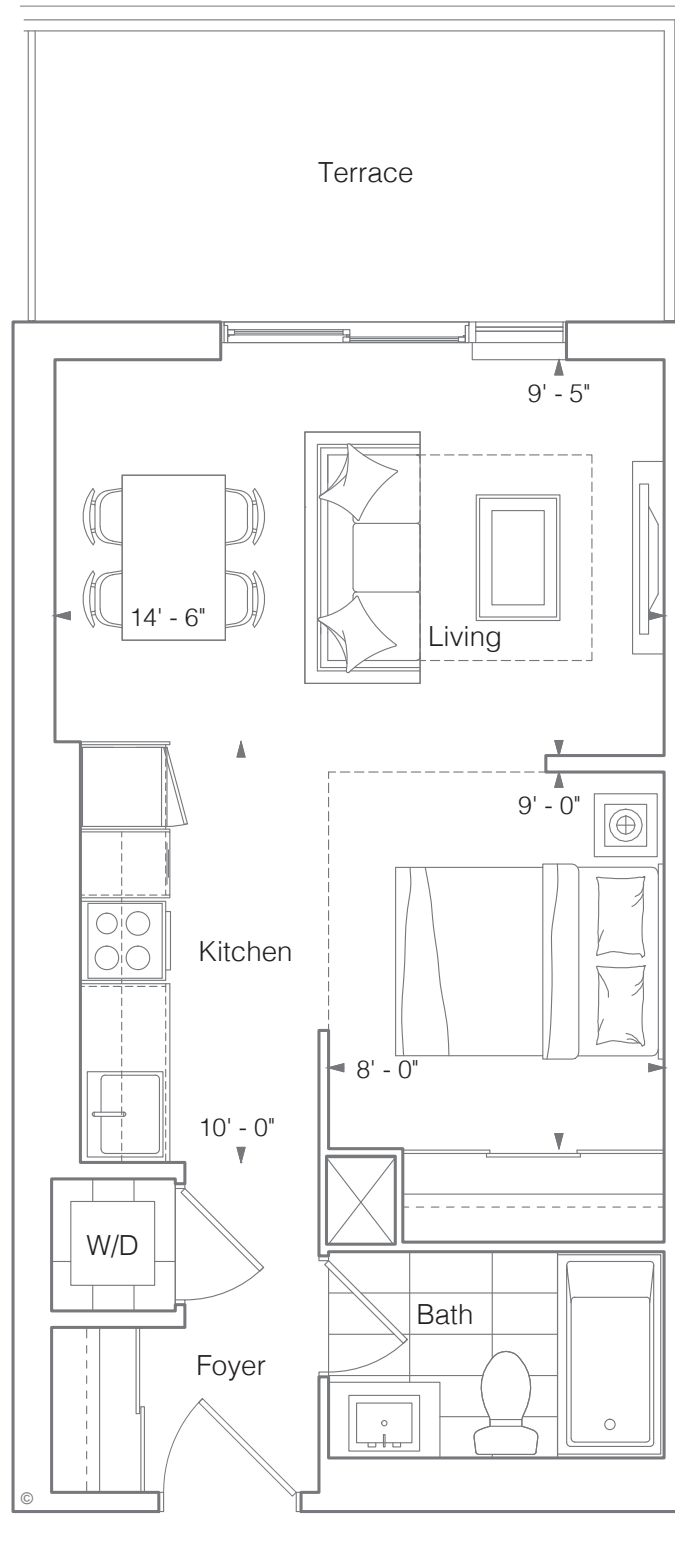 Terrace
9' - 5"
14' - 6"
Living
9' - 0"
Kitchen
8' - 0"
10' - 0"
W/D
Bath
Foyer
©